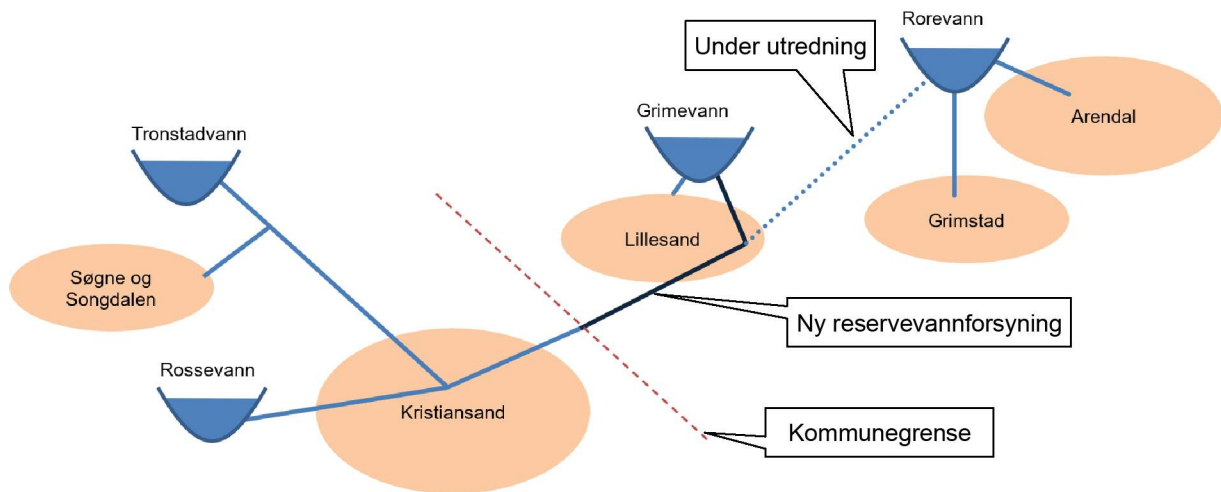 Rorevann
Under utredning
Grimevann
Arendal
Tronstadvann
Grimstad
Lillesand
Søgne og
Songdalen
Ny reservevannforsyning
Rossevann
Kristiansand
Kommunegrense